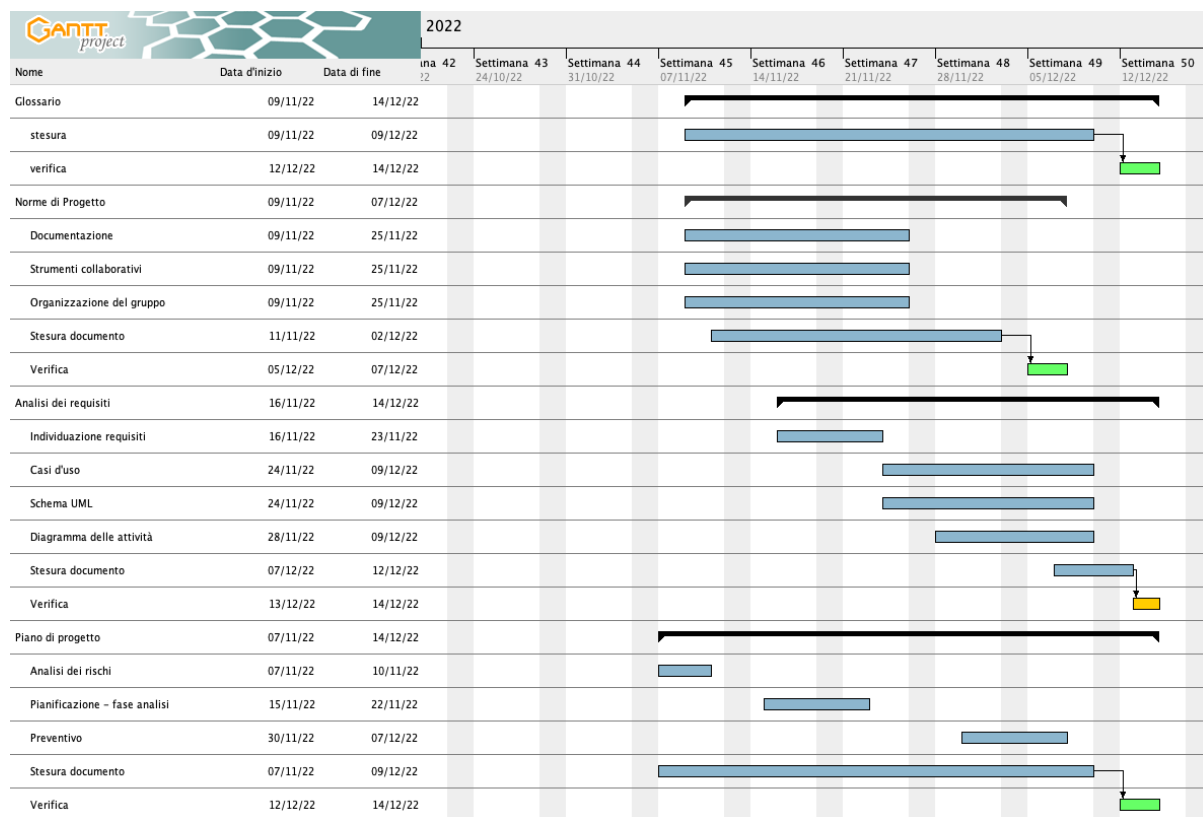 GANTT project
2022
na 42 Settimana 43 Settimana 44 Settimana 45 Settimana 46 Settimana 47 Settimana 48 Settimana 49 Settimana 50
Nome Data d'inizio Data di fine 22 24/10/22 31/10/22 07/11/22 14/11/22 21/11/22 28/11/22 05/12/22 12/12/22
Glossario 09/11/22 14/12/22
stesura 09/11/22 09/12/22
verifica 12/12/22 14/12/22
Norme di Progetto 09/11/22 07/12/22
Documentazione 09/11/22 25/11/22
Strumenti collaborativi 09/11/22 25/11/22
Organizzazione del gruppo 09/11/22 25/11/22
Stesura documento 11/11/22 02/12/22
Verifica 05/12/22 07/12/22
Analisi dei requisiti 16/11/22 14/12/22
Individuazione requisiti 16/11/22 23/11/22
Casi d'uso 24/11/22 09/12/22
Schema UML 24/11/22 09/12/22
Diagramma delle attività 28/11/22 09/12/22
Stesura documento 07/12/22 12/12/22
Verifica 13/12/22 14/12/22
Piano di progetto 07/11/22 14/12/22
Analisi dei rischi 07/11/22 10/11/22
Pianificazione - fase analisi 15/11/22 22/11/22
Preventivo 30/11/22 07/12/22
Stesura documento 07/11/22 09/12/22
Verifica 12/12/22 14/12/22